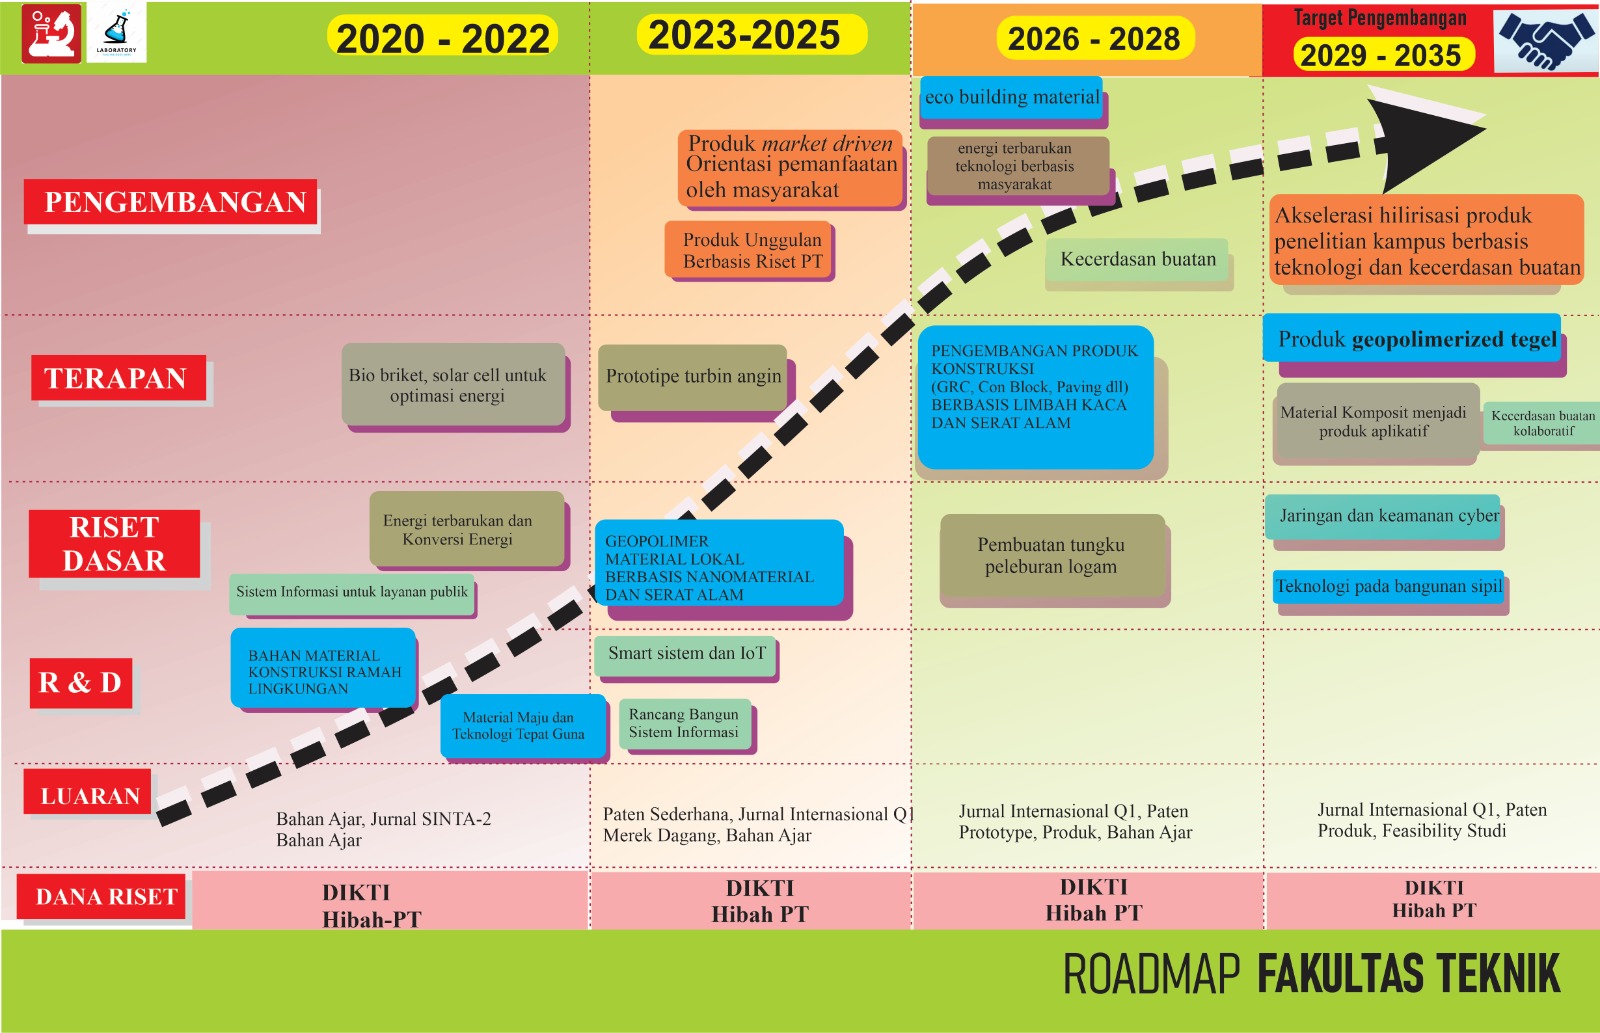 LABORATORY
2020 - 2022
2023-2025
2026 - 2028
Target Pengembangan
2029 - 2035
PENGEMBANGAN
Produk market driven
Orientasi pemanfaatan
oleh masyarakat
Produk Unggulan
Berbasis Riset PT
eco building material
energi terbarukan
teknologi berbasis
masyarakat
Kecerdasan buatan
Akselerasi hilirisasi produk
penelitian kampus berbasis
teknologi dan kecerdasan buatan
TERAPAN
Bio briket, solar cell untuk
optimasi energi
Prototipe turbin angin
PENGEMBANGAN PRODUK
KONSTRUKSI
(GRC, Con Block, Paving dll)
BERBASIS LIMBAH KACA
DAN SERAT ALAM
Produk geopolimerized tegel
Material Komposit menjadi
produk aplikatif
Kecerdasan buatan
kolaboratif
RISET
DASAR
Energi terbarukan dan
Konversi Energi
Sistem Informasi untuk layanan publik
GEOPOLIMER
MATERIAL LOKAL
BERBASIS NANOMATERIAL
DAN SERAT ALAM
Pembuatan tungku
peleburan logam
Jaringan dan keamanan cyber
Teknologi pada bangunan sipil
R & D
BAHAN MATERIAL
KONSTRUKSI RAMAH
LINGKUNGAN
Material Maju dan
Teknologi Tepat Guna
Smart sistem dan IoT
Rancang Bangun
Sistem Informasi
LUARAN
Bahan Ajar, Jurnal SINTA-2
Bahan Ajar
Paten Sederhana, Jurnal Internasional Q1
Merek Dagang, Bahan Ajar
Jurnal Internasional Q1, Paten
Prototype, Produk, Bahan Ajar
Jurnal Internasional Q1, Paten
Produk, Feasibility Studi
DANA RISET
DIKTI
Hibah-PT
DIKTI
Hibah PT
DIKTI
Hibah PT
DIKTI
Hibah PT
ROADMAP FAKULTAS TEKNIK